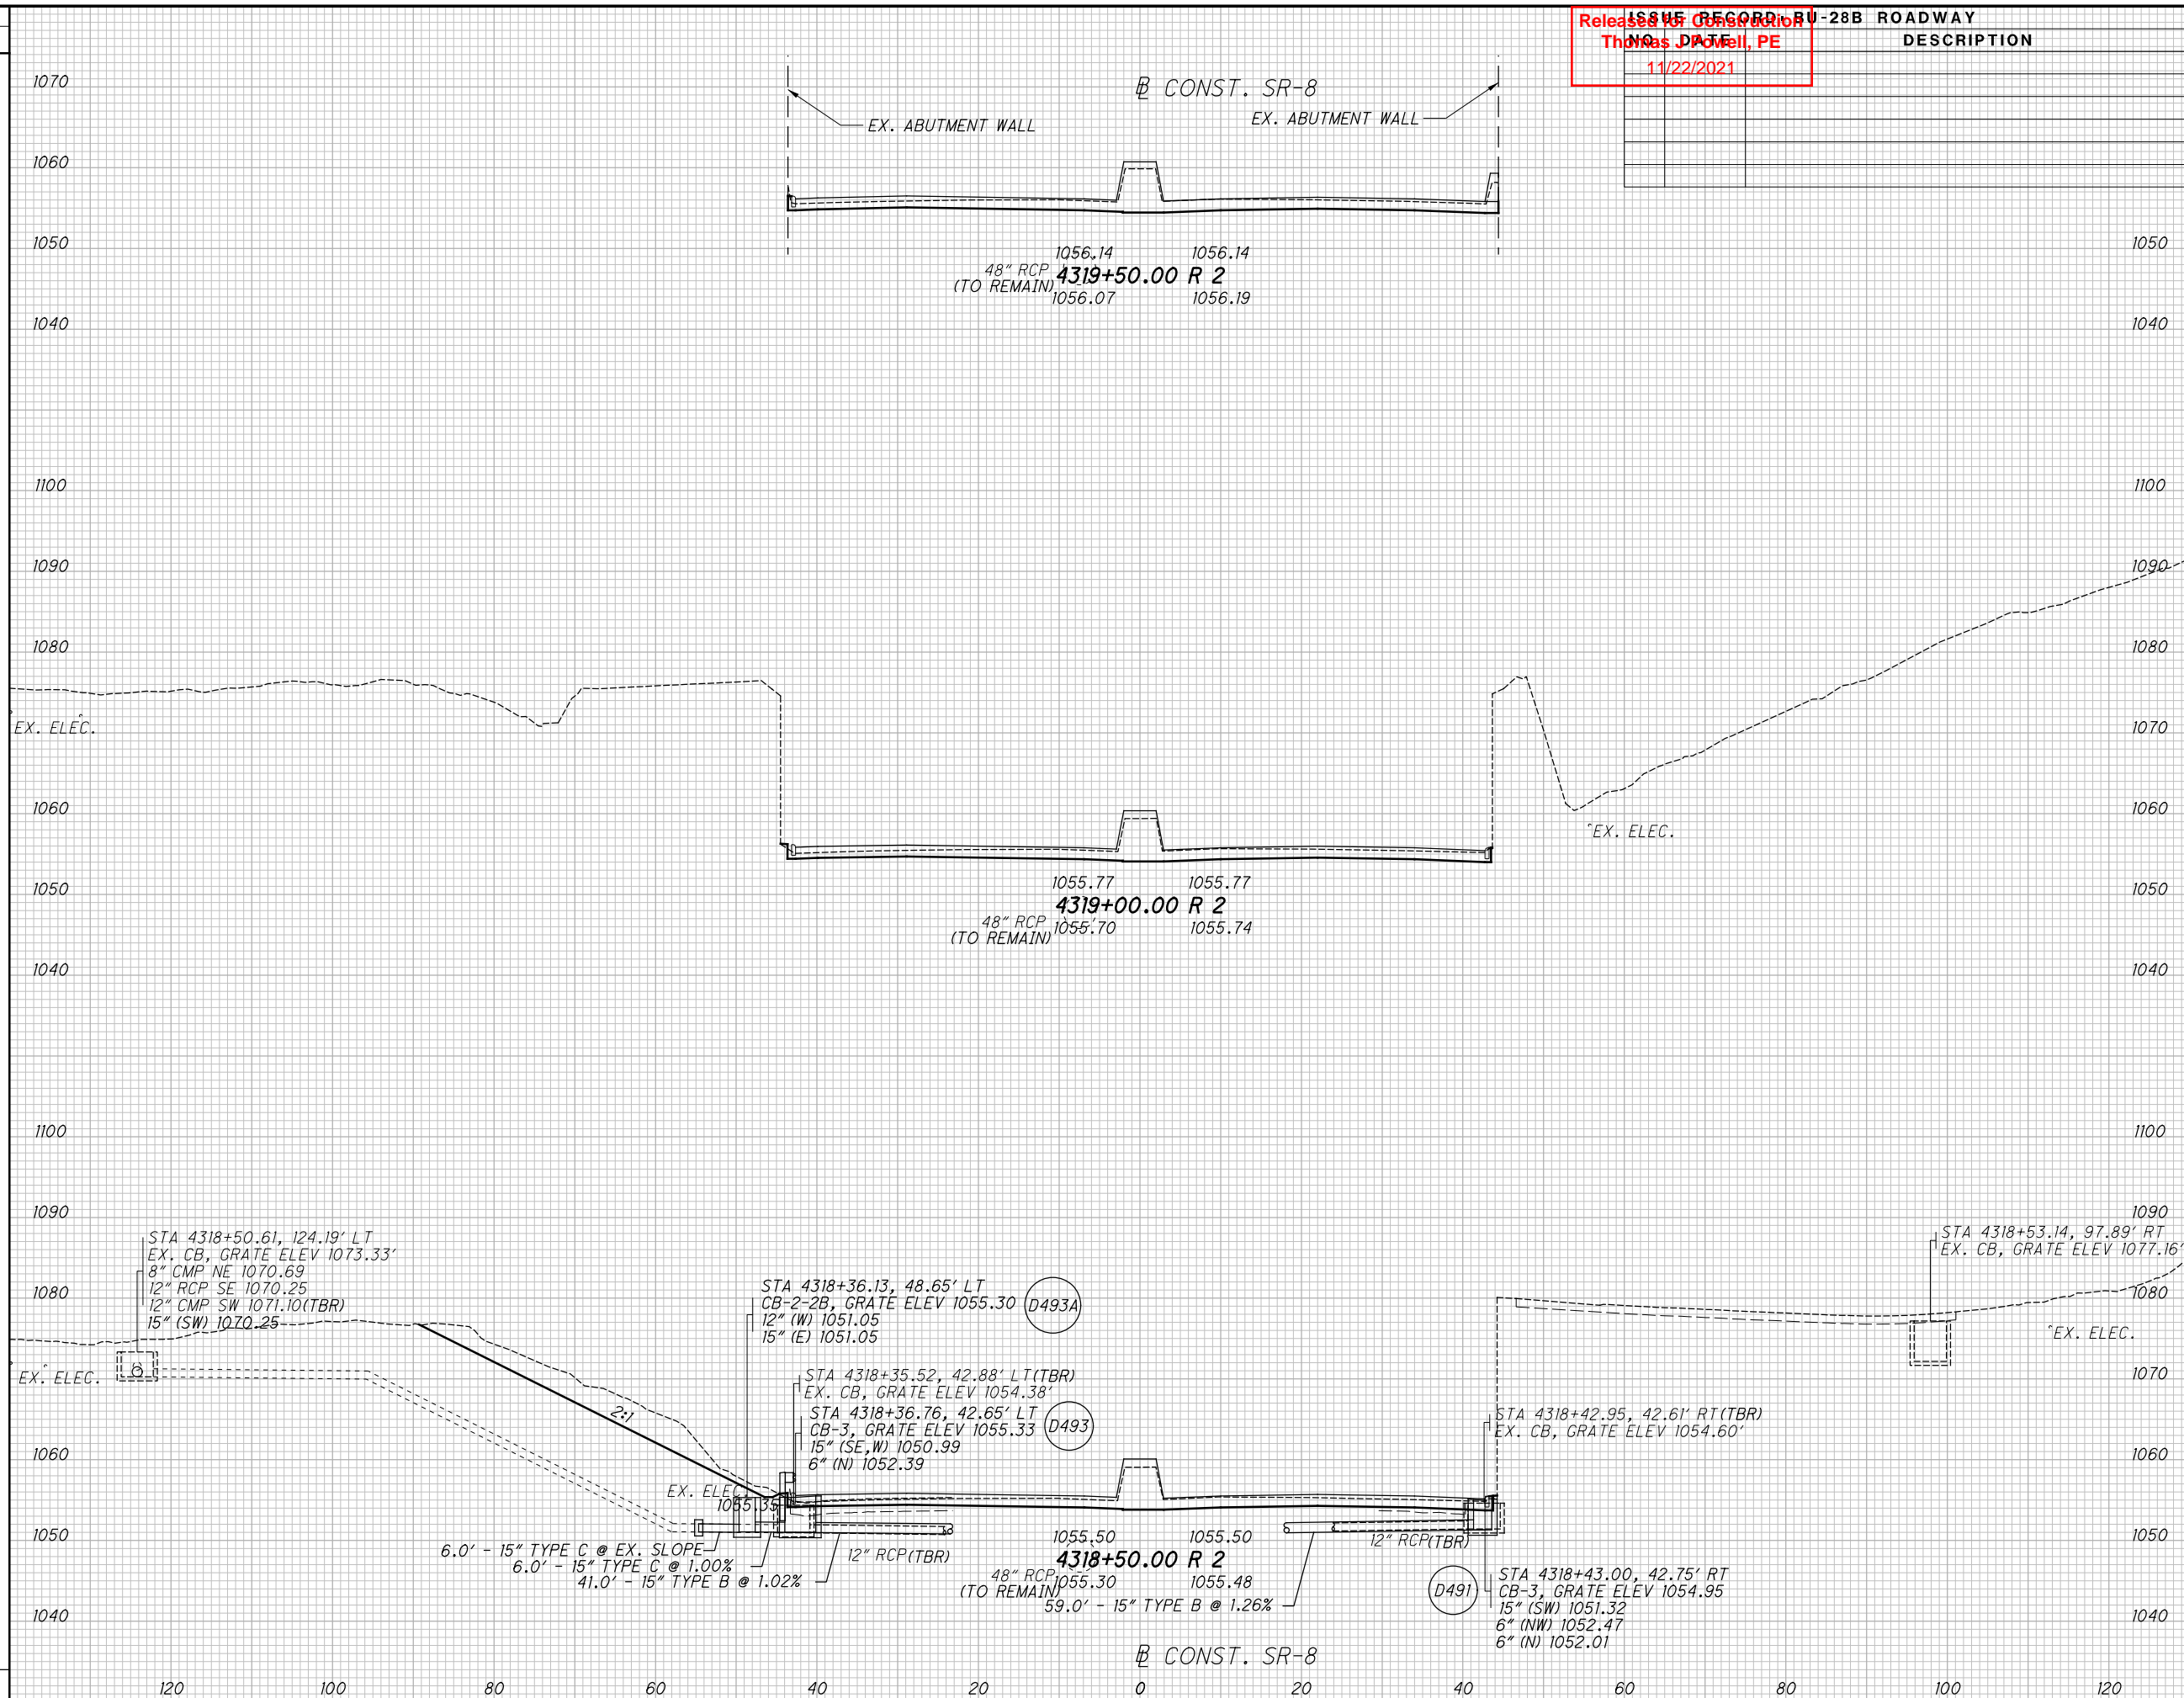 ISSUE RECORD: BU-28B ROADWAY
NO. DATE DESCRIPTION
Released for Construction
Thomas J Powell, PE
11/22/2021
℄ CONST. SR-8
EX. ABUTMENT WALL
EX. ABUTMENT WALL
1070
1060
1050
1050
1040
1040
1056.14
1056.14
48" RCP
(TO REMAIN)
4319+50.00 R 2
1056.07
1056.19
1100
1100
1090
1090
1080
1080
1070
1070
1060
1060
1050
1050
1040
1040
EX. ELEC.
EX. ELEC.
1055.77
1055.77
48" RCP
(TO REMAIN)
4319+00.00 R 2
1055.70
1055.74
1100
1100
1090
1090
1080
1080
1070
1070
1060
1060
1050
1050
1040
1040
STA 4318+50.61, 124.19' LT
EX. CB, GRATE ELEV 1073.33'
8" CMP NE 1070.69
12" RCP SE 1070.25
12" CMP SW 1071.10(TBR)
15" (SW) 1070.25
EX. ELEC.
STA 4318+36.13, 48.65' LT
CB-2-2B, GRATE ELEV 1055.30
12" (W) 1051.05
15" (E) 1051.05
D493A
STA 4318+35.52, 42.88' LT(TBR)
EX. CB, GRATE ELEV 1054.38'
STA 4318+36.76, 42.65' LT
CB-3, GRATE ELEV 1055.33
15" (SE,W) 1050.99
6" (N) 1052.39
D493
2:1
EX. ELEC.
1055.35
6.0' - 15" TYPE C @ EX. SLOPE
6.0' - 15" TYPE C @ 1.00%
41.0' - 15" TYPE B @ 1.02%
12" RCP(TBR)
1055.50
1055.50
48" RCP
(TO REMAIN)
4318+50.00 R 2
1055.30
1055.48
59.0' - 15" TYPE B @ 1.26%
12" RCP(TBR)
STA 4318+53.14, 97.89' RT
EX. CB, GRATE ELEV 1077.16'
EX. ELEC.
STA 4318+42.95, 42.61' RT(TBR)
EX. CB, GRATE ELEV 1054.60'
D491
STA 4318+43.00, 42.75' RT
CB-3, GRATE ELEV 1054.95
15" (SW) 1051.32
6" (NW) 1052.47
6" (N) 1052.01
℄ CONST. SR-8
120 100 80 60 40 20 0 20 40 60 80 100 120